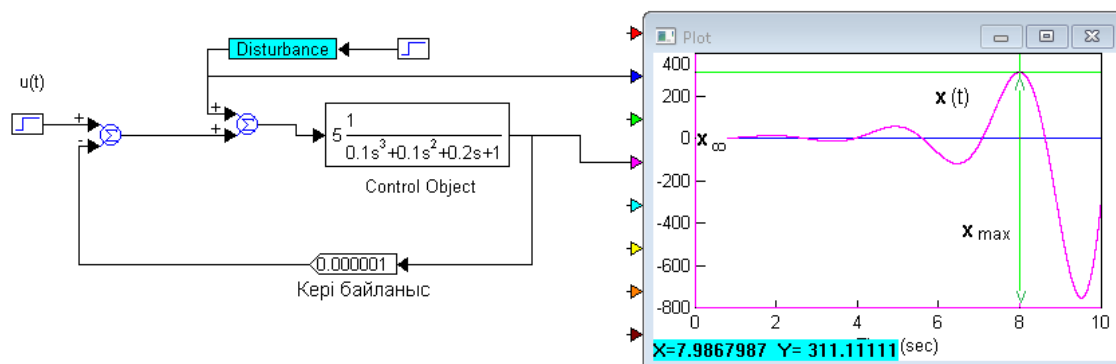 u(t)
Disturbance
+
-
Σ
+
+
Σ
5 1
0.1s³+0.1s²+0.2s+1
Control Object
0.000001
Кері байланыс
Plot
400
200
0
-200
-400
-600
-800
x (t)
x ∞
x max
0
2
4
6
8
10
(sec)
X=7.9867987 Y= 311.11111